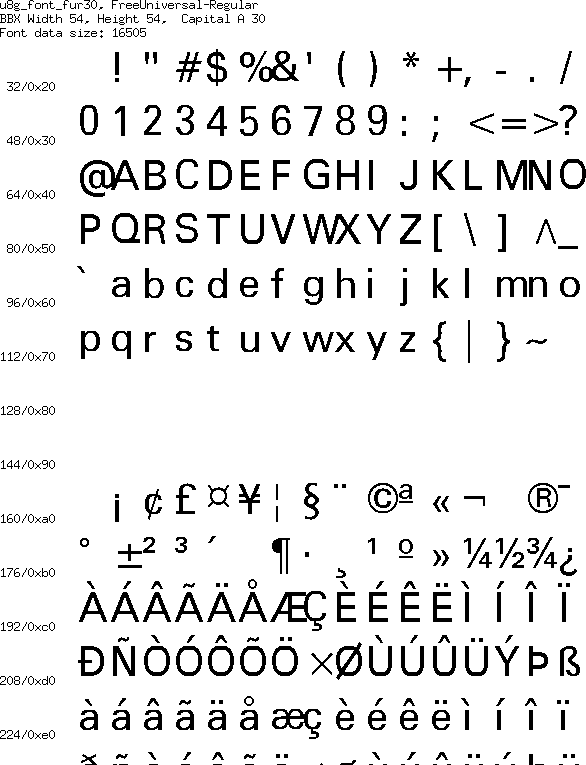 u8g_font_fur30, FreeUniversal-Regular
BBX Width 54, Height 54,  Capital A 30
Font data size: 16505
32/0x20 ! " # $ % & ' ( ) * + , - . /
48/0x30 0 1 2 3 4 5 6 7 8 9 : ; < = > ?
64/0x40 @ A B C D E F G H I J K L M N O
80/0x50 P Q R S T U V W X Y Z [ \ ] ^ _
96/0x60 ` a b c d e f g h i j k l m n o
112/0x70 p q r s t u v w x y z { | } ~
128/0x80
144/0x90
160/0xa0 ¡ ¢ £ ¤ ¥ ¦ § ¨ © ª « ¬ ® ¯
176/0xb0 ° ± ² ³ ´ ¶ · ¸ ¹ º » ¼ ½ ¾ ¿
192/0xc0 À Á Â Ã Ä Å Æ Ç È É Ê Ë Ì Í Î Ï
208/0xd0 Ð Ñ Ò Ó Ô Õ Ö × Ø Ù Ú Û Ü Ý Þ ß
224/0xe0 à á â ã ä å æ ç è é ê ë ì í î ï